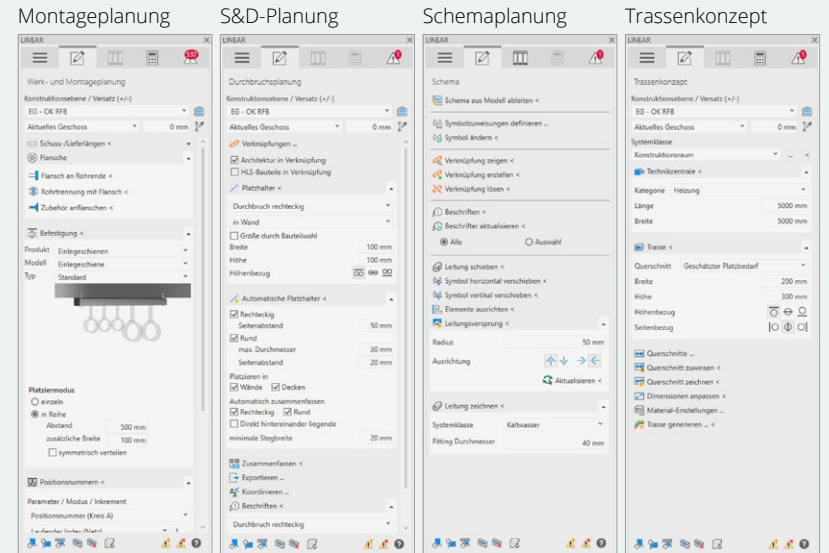 Montageplanung
LINEAR
537
Werk- und Montageplanung
Konstruktionsebene / Versatz (+/-)
EG - OK RFB
Aktuelles Geschoss 0 mm
Schuss-/Lieferlängen <
Flansche
Flansch an Rohrende <
Rohrtrennung mit Flansch <
Zubehör anflanschen <
Befestigung <
Produkt Einlegeschienen
Modell Einlegeschiene
Typ Standard
Platziermodus
einzeln
in Reihe
Abstand 500 mm
zusätzliche Breite 100 mm
symmetrisch verteilen
Positionsnummern <
Parameter / Modus / Inkrement
Positionsnummer (Kreis A)
Laufender Index (Netz) 1
S&D-Planung
LINEAR
1
Durchbruchsplanung
Konstruktionsebene / Versatz (+/-)
EG - OK RFB
Aktuelles Geschoss 0 mm
Verknüpfungen ...
Architektur in Verknüpfung
HLS-Bauteile in Verknüpfung
Platzhalter <
Durchbruch rechteckig
in Wand
Größe durch Bauteilwahl
Breite 100 mm
Höhe 100 mm
Höhenbezug
Automatische Platzhalter <
Rechteckig
Seitenabstand 50 mm
Rund
max. Durchmesser 30 mm
Seitenabstand 20 mm
Platzieren in
Wände Decken
Automatisch zusammenfassen
Rechteckig Rund
Direkt hintereinander liegende
minimale Stegbreite 20 mm
Zusammenfassen <
Exportieren ...
Koordinieren ...
Beschriften <
Durchbruch rechteckig
Schemaplanung
LINEAR
1
Schema
Schema aus Modell ableiten <
Symbolzuweisungen definieren ...
Symbol ändern <
Verknüpfung zeigen <
Verknüpfung erstellen <
Verknüpfung lösen <
Beschriften <
Beschrifter aktualisieren <
Alle Auswahl
Leitung schieben <
Symbol horizontal verschieben <
Symbol vertikal verschieben <
Elemente ausrichten <
Leitungsversprung <
Radius 50 mm
Ausrichtung
Aktualisieren <
Leitung zeichnen <
Systemklasse Kaltwasser
Fitting Durchmesser 40 mm
Trassenkonzept
LINEAR
1
Trassenkonzept
Konstruktionsebene / Versatz (+/-)
EG - OK RFB
Aktuelles Geschoss 0 mm
Systemklasse
Konstruktionsraum ... <
Technikzentrale <
Kategorie Heizung
Länge 5000 mm
Breite 5000 mm
Trasse <
Querschnitt Geschätzter Platzbedarf
Breite 200 mm
Höhe 300 mm
Höhenbezug
Seitenbezug
Querschnitte ...
Querschnitt zuweisen <
Querschnitt zeichnen <
Dimensionen anpassen <
Material-Einstellungen ...
Trasse generieren ... <